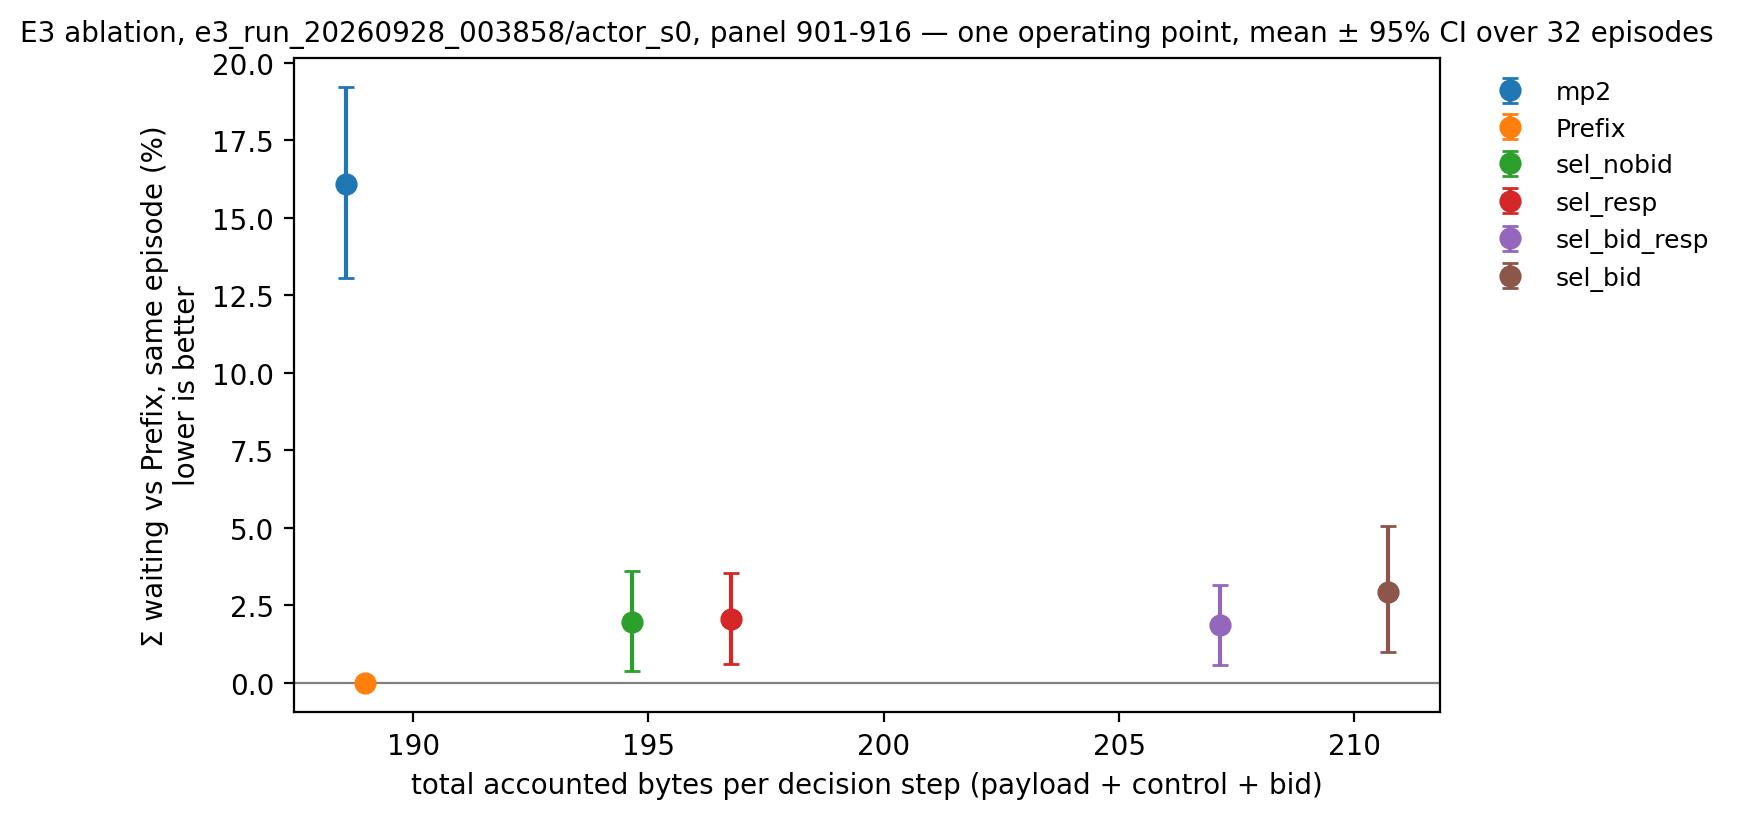 E3 ablation, e3_run_20260928_003858/actor_s0, panel 901-916 — one operating point, mean ± 95% CI over 32 episodes
Σ waiting vs Prefix, same episode (%)
lower is better
20.0
17.5
15.0
12.5
10.0
7.5
5.0
2.5
0.0
190
195
200
205
210
total accounted bytes per decision step (payload + control + bid)
mp2
Prefix
sel_nobid
sel_resp
sel_bid_resp
sel_bid